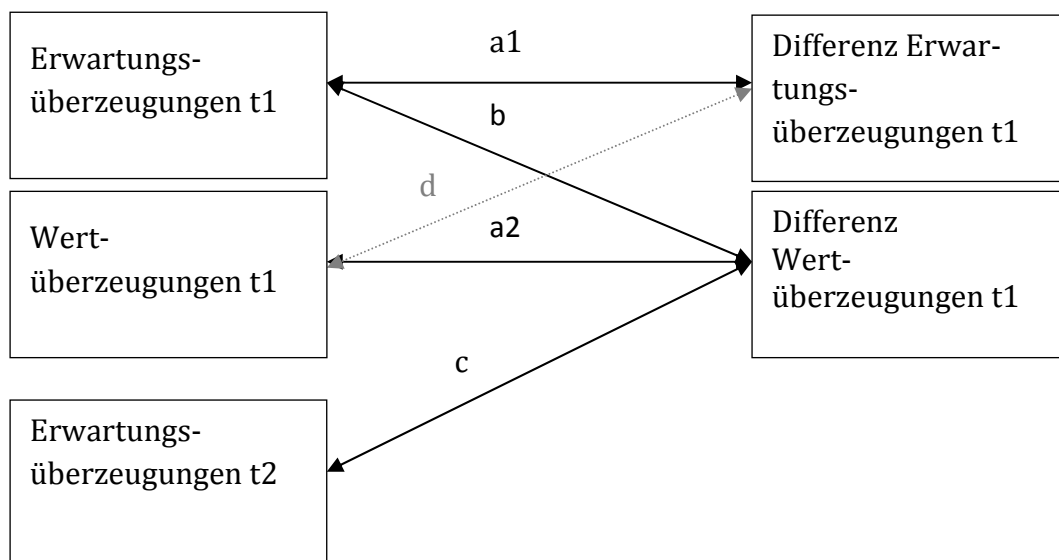 Erwartungs-
überzeugungen t1
a1
Differenz Erwar-
tungs-
überzeugungen t1
b
d
Wert-
überzeugungen t1
a2
Differenz
Wert-
überzeugungen t1
c
Erwartungs-
überzeugungen t2